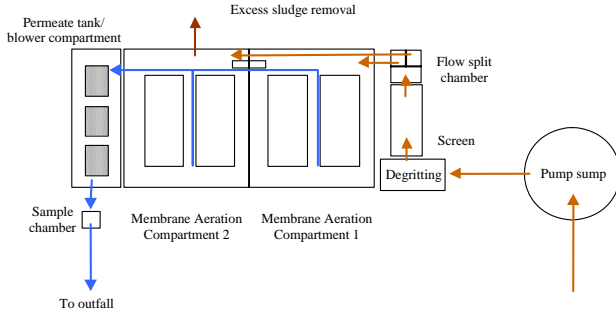 Excess sludge removal
Permeate tank/
blower compartment
Flow split
chamber
Screen
Degritting
Pump sump
Sample
chamber
Membrane Aeration
Compartment 2
Membrane Aeration
Compartment 1
To outfall